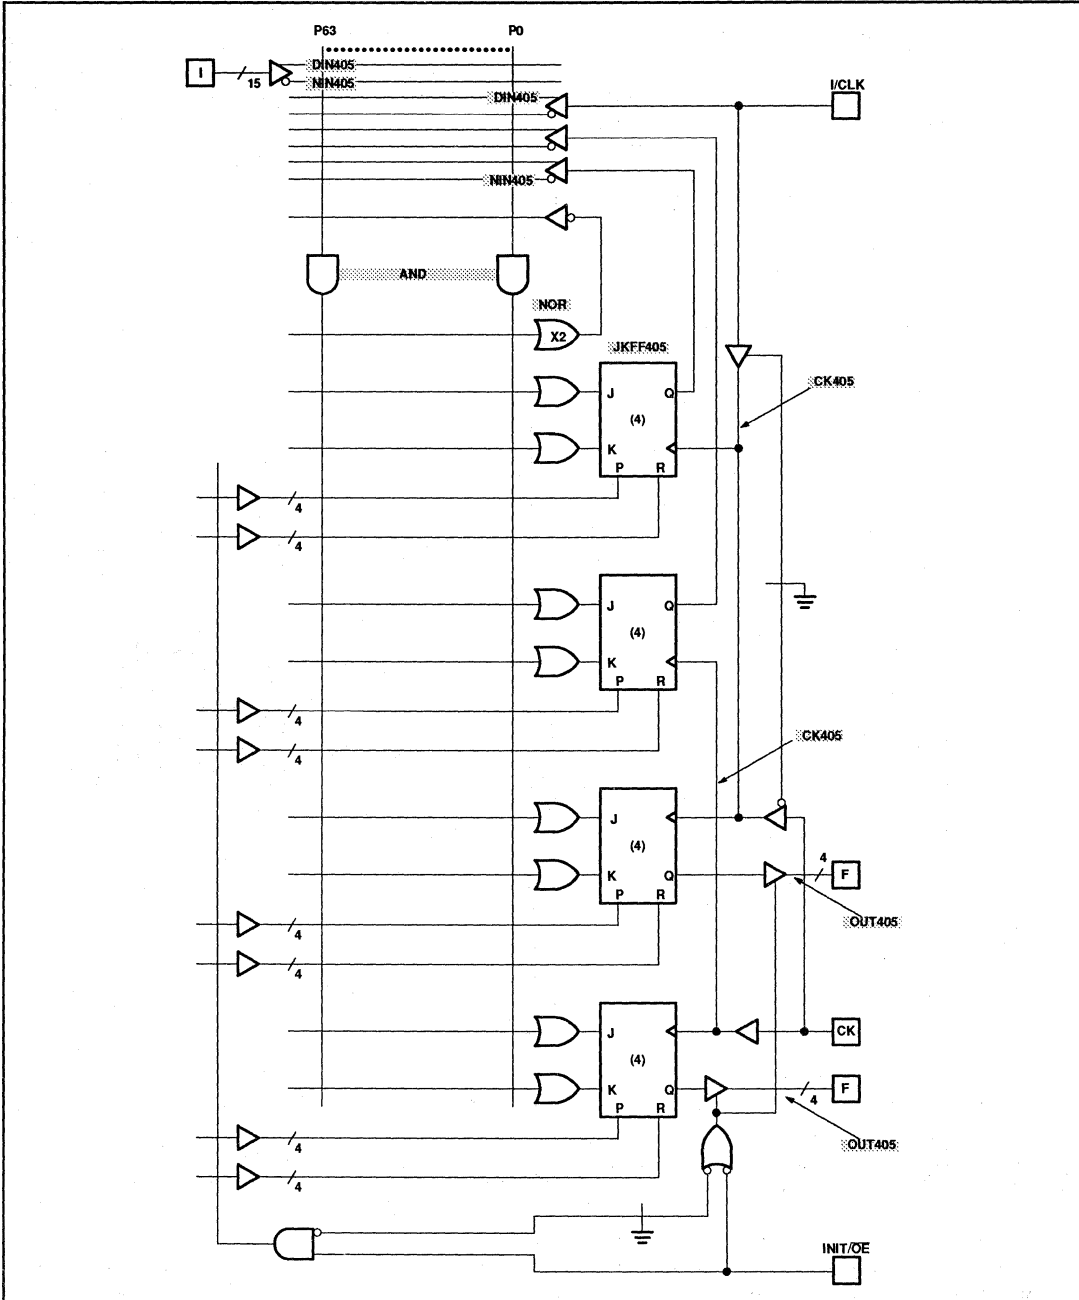 P63 P0
I 15 DIN405
NIN405
DIN405
I/CLK
NIN405
AND
NOR
X2
JKFF405
CK405
J Q
(4)
K
P R
4
4
J Q
(4)
K
P R
4
4
CK405
J
(4)
K Q
4 F
P R
OUT405
4
4
J
CK
(4)
K Q
4 F
P R
OUT405
4
4
INIT/OE